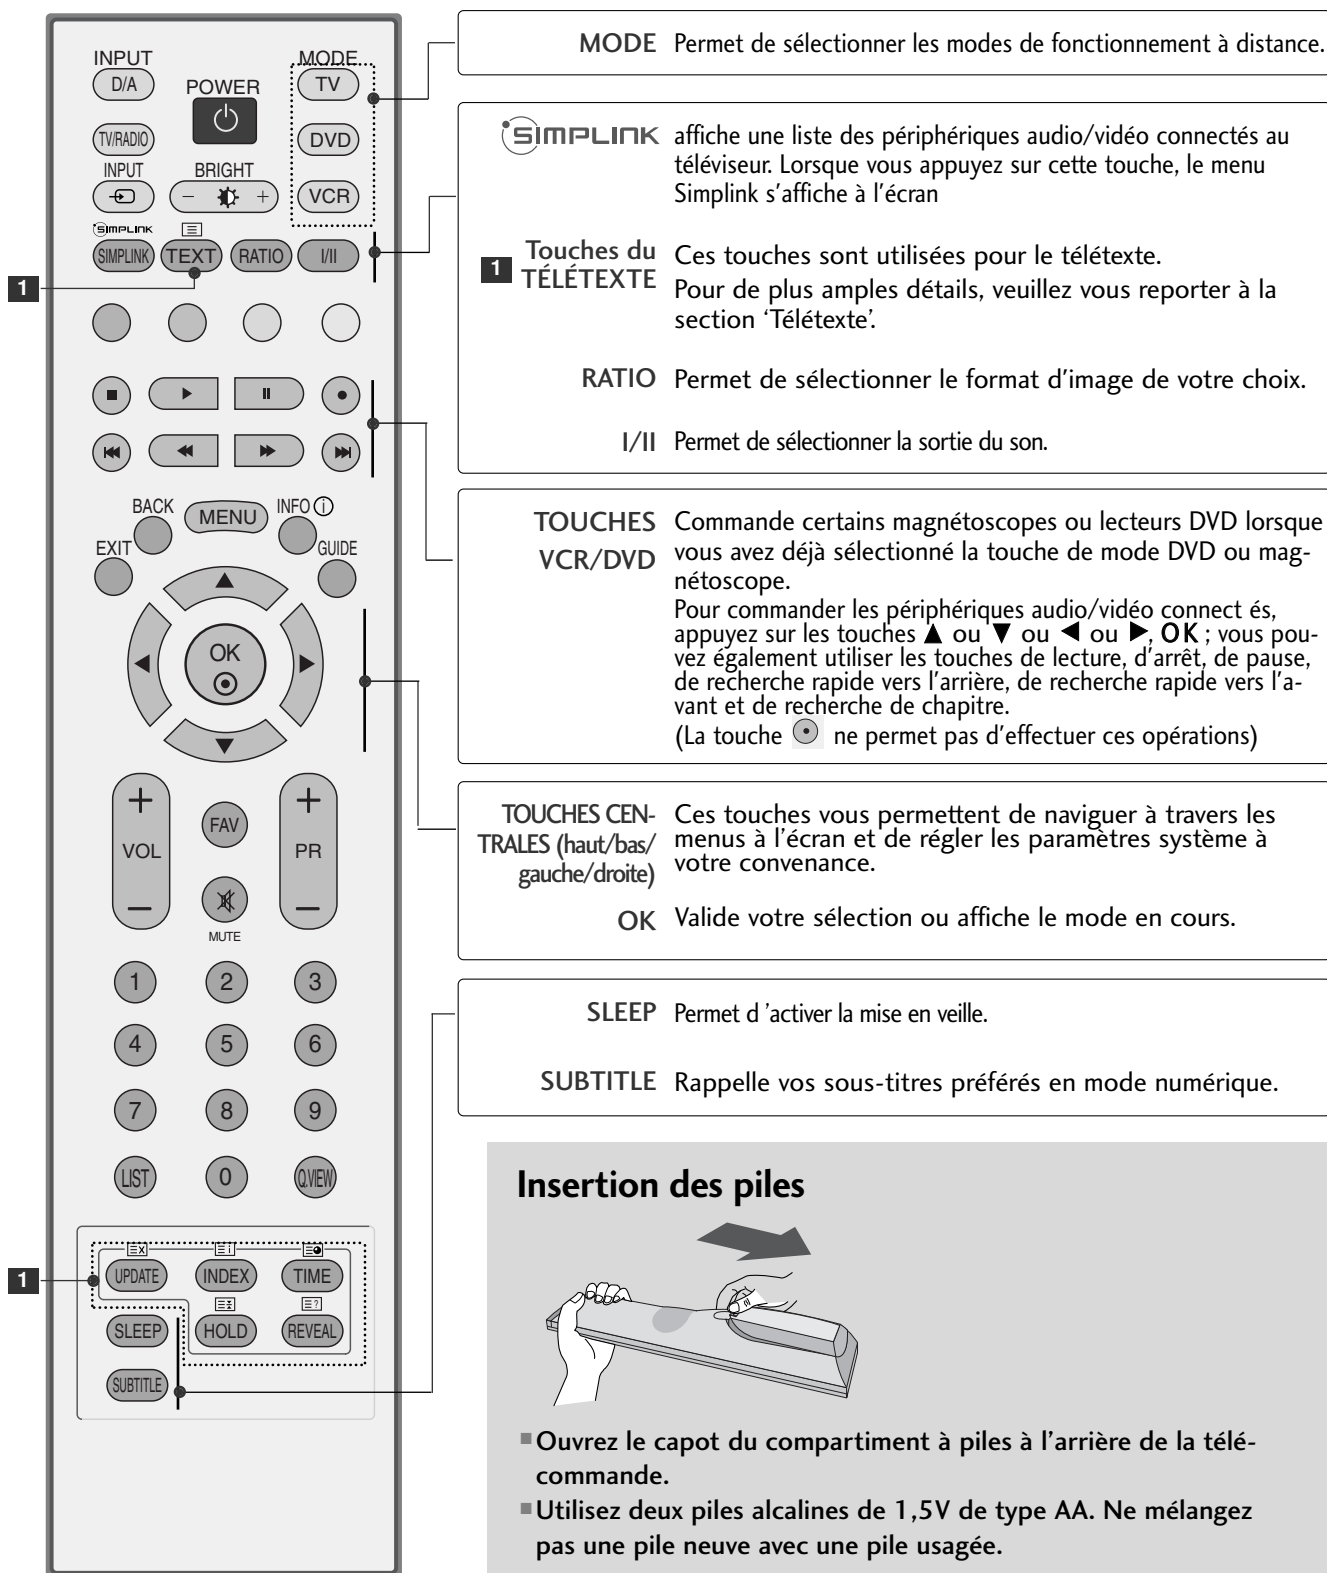 INPUT
MODE
D/A
POWER
TV
TV/RADIO
DVD
INPUT
BRIGHT
- +
VCR
SIMPLINK
SIMPLINK TEXT RATIO I/II
1
BACK
MENU
INFO i
EXIT
GUIDE
OK
+
+
FAV
VOL
PR
MUTE
1 2 3
4 5 6
7 8 9
LIST 0 Q.VIEW
UPDATE INDEX TIME
1
SLEEP HOLD REVEAL
SUBTITLE
MODE Permet de sélectionner les modes de fonctionnement à distance.
SIMPLINK affiche une liste des périphériques audio/vidéo connectés au
téléviseur. Lorsque vous appuyez sur cette touche, le menu
Simplink s'affiche à l'écran
1 Touches du
TÉLÉTEXTE
Ces touches sont utilisées pour le télétexte.
Pour de plus amples détails, veuillez vous reporter à la
section ‘Télétexte’.
RATIO Permet de sélectionner le format d'image de votre choix.
I/II Permet de sélectionner la sortie du son.
TOUCHES
VCR/DVD
Commande certains magnétoscopes ou lecteurs DVD lorsque
vous avez déjà sélectionné la touche de mode DVD ou mag-
nétoscope.
Pour commander les périphériques audio/vidéo connect és,
appuyez sur les touches ▲ ou ▼ ou ◀ ou ▶, OK ; vous pou-
vez également utiliser les touches de lecture, d'arrêt, de pause,
de recherche rapide vers l'arrière, de recherche rapide vers l'a-
vant et de recherche de chapitre.
(La touche ⊙ ne permet pas d'effectuer ces opérations)
TOUCHES CEN-
TRALES (haut/bas/
gauche/droite)
Ces touches vous permettent de naviguer à travers les
menus à l'écran et de régler les paramètres système à
votre convenance.
OK Valide votre sélection ou affiche le mode en cours.
SLEEP Permet d 'activer la mise en veille.
SUBTITLE Rappelle vos sous-titres préférés en mode numérique.
Insertion des piles
■ Ouvrez le capot du compartiment à piles à l'arrière de la télé-
commande.
■ Utilisez deux piles alcalines de 1,5V de type AA. Ne mélangez
pas une pile neuve avec une pile usagée.